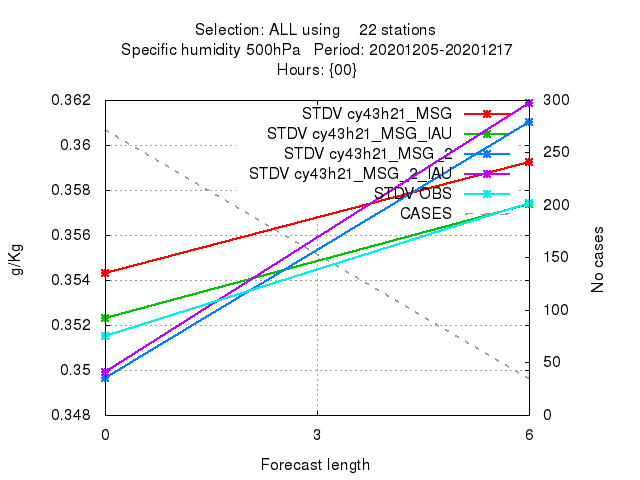 Selection: ALL using 22 stations
Specific humidity 500hPa Period: 20201205-20201217
Hours: {00}
0.362
0.36
0.358
0.356
0.354
0.352
0.35
0.348
g/Kg
STDV cy43h21_MSG
STDV cy43h21_MSG_IAU
STDV cy43h21_MSG_2
STDV cy43h21_MSG_2_IAU
STDV OBS
CASES
300
250
200
150
100
50
0
No cases
0 3 6
Forecast length